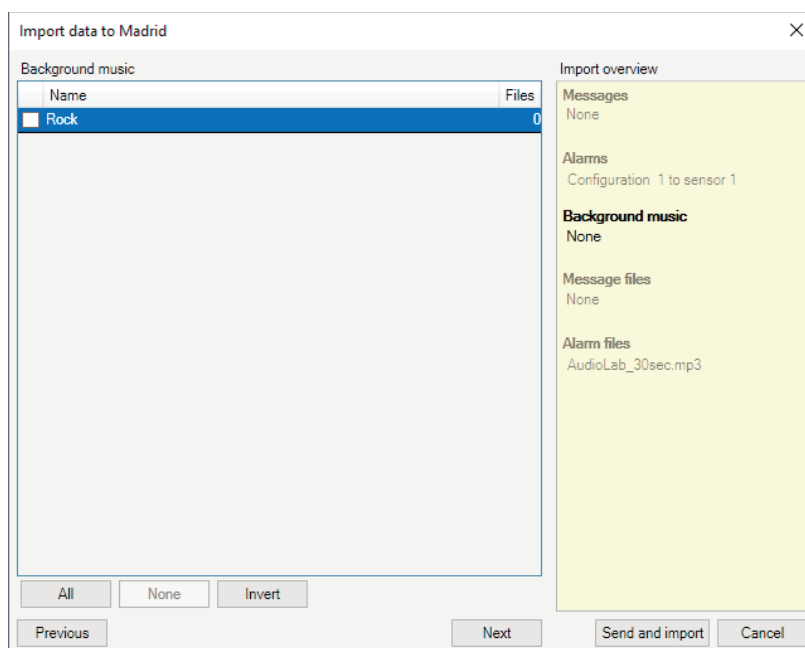 Import data to Madrid
Background music
Name Files
Rock 0
All None Invert
Previous Next
Import overview
Messages
None
Alarms
Configuration 1 to sensor 1
Background music
None
Message files
None
Alarm files
AudioLab_30sec.mp3
Send and import Cancel